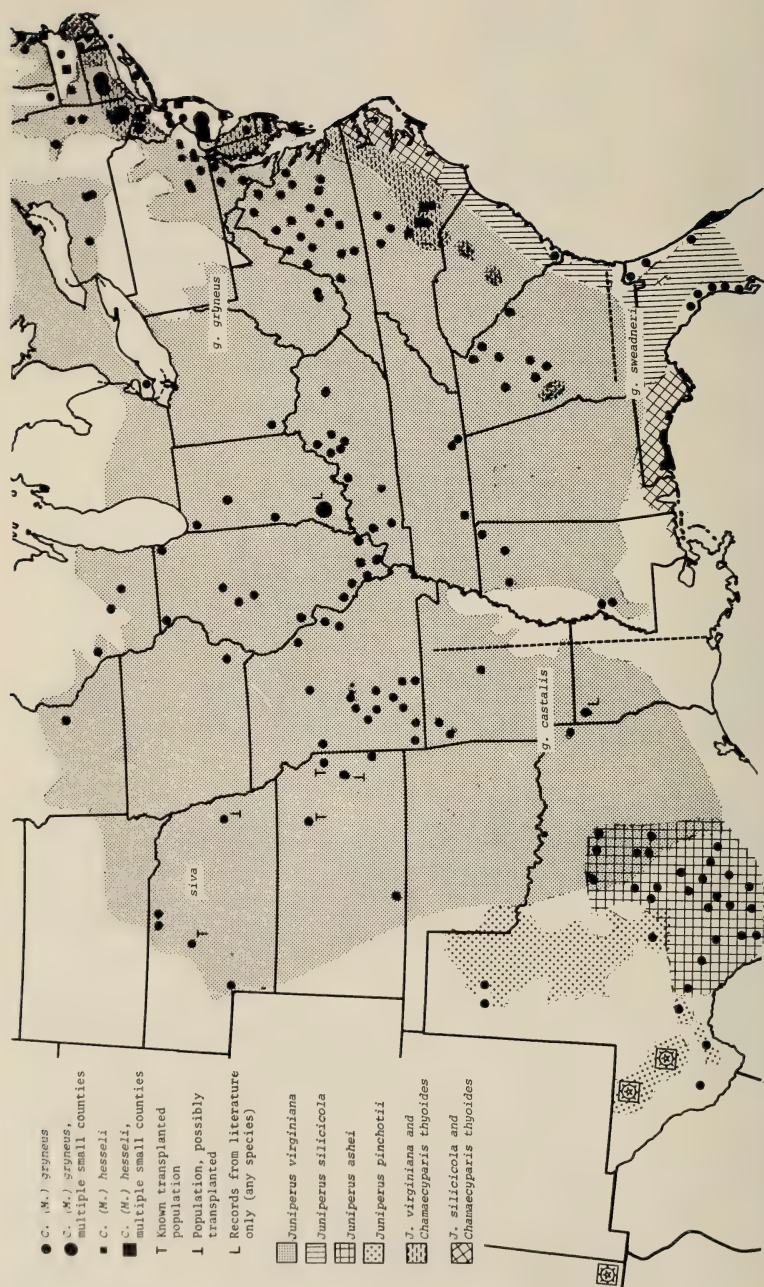 C. (M.) gryneus
C. (M.) gryneus,
multiple small counties
C. (M.) hesseli
C. (M.) hesseli,
multiple small counties
T Known transplanted
population
⊥ Population, possibly
transplanted
L Records from literature
only (any species)
Juniperus virginiana
Juniperus silicicola
Juniperus ashei
Juniperus pinchotii
J. virginiana and
Chamaecyparis thyoides
J. silicicola and
Chamaecyparis thyoides
siva
T
⊥
T
⊥
T
g. castalis
L
L
g. gryneus
g. sweadneri